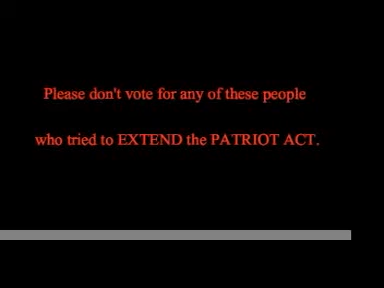 Please don't vote for any of these people
who tried to EXTEND the PATRIOT ACT.